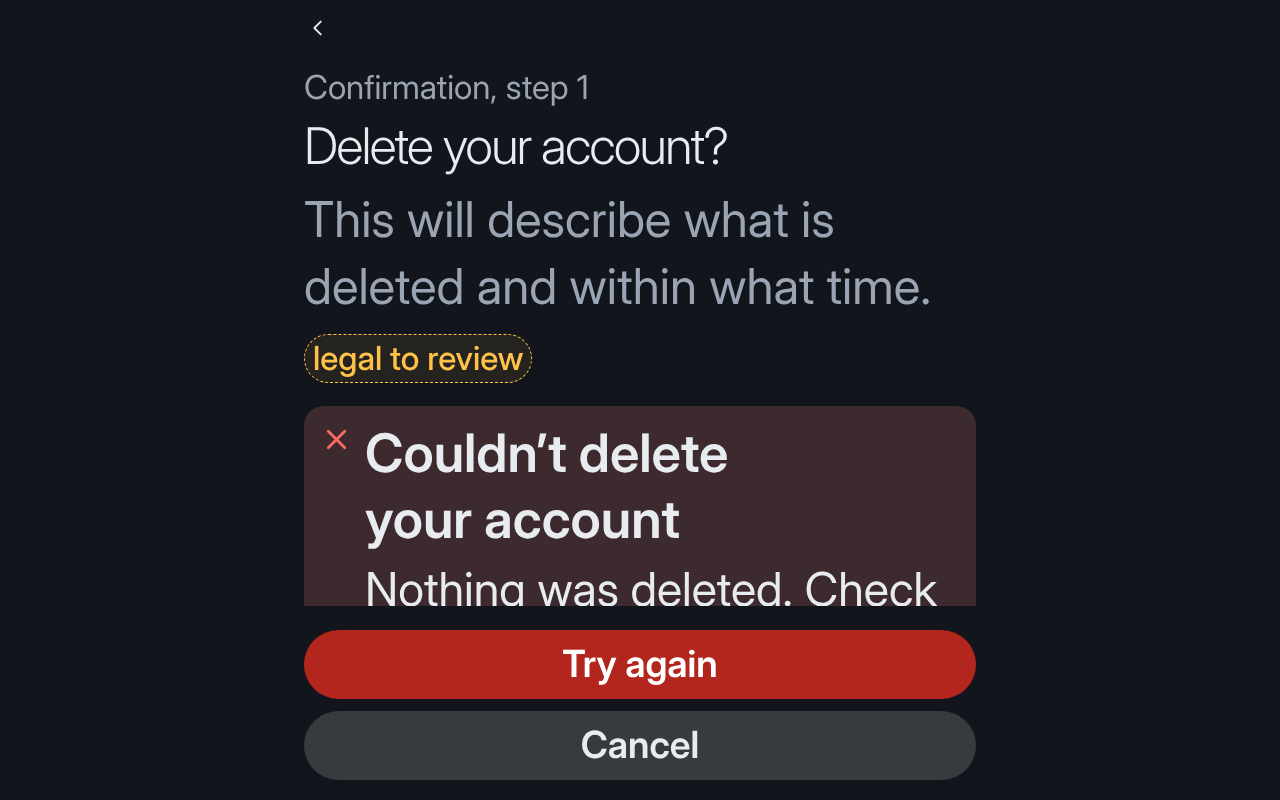 Confirmation, step 1
Delete your account?
This will describe what is
deleted and within what time.
legal to review
Couldn’t delete
your account
Nothing was deleted. Check
Try again
Cancel